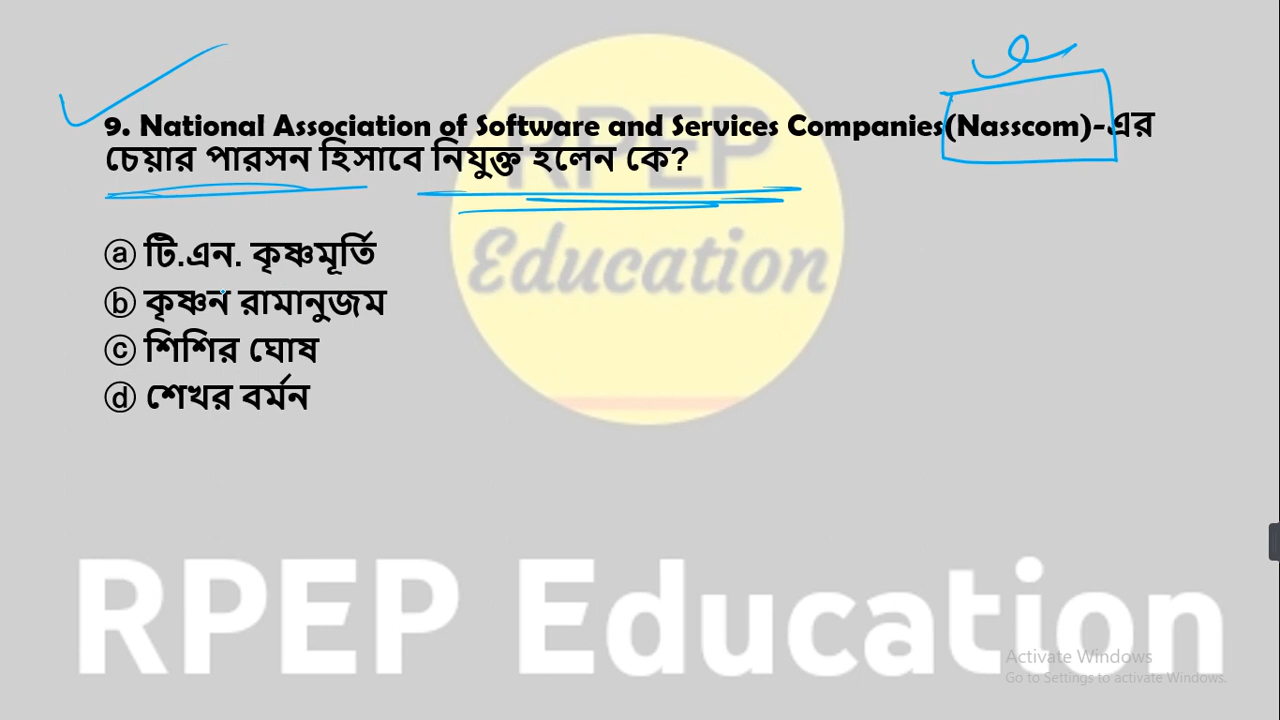 RPEP
Education
9. National Association of Software and Services Companies(Nasscom)-এর
চেয়ার পারসন হিসাবে নিযুক্ত হলেন কে?
ⓐ টি.এন. কৃষ্ণমূর্তি
ⓑ কৃষ্ণন রামানুজম
ⓒ শিশির ঘোষ
ⓓ শেখর বর্মন
RPEP Education
Activate Windows
Go to Settings to activate Windows.